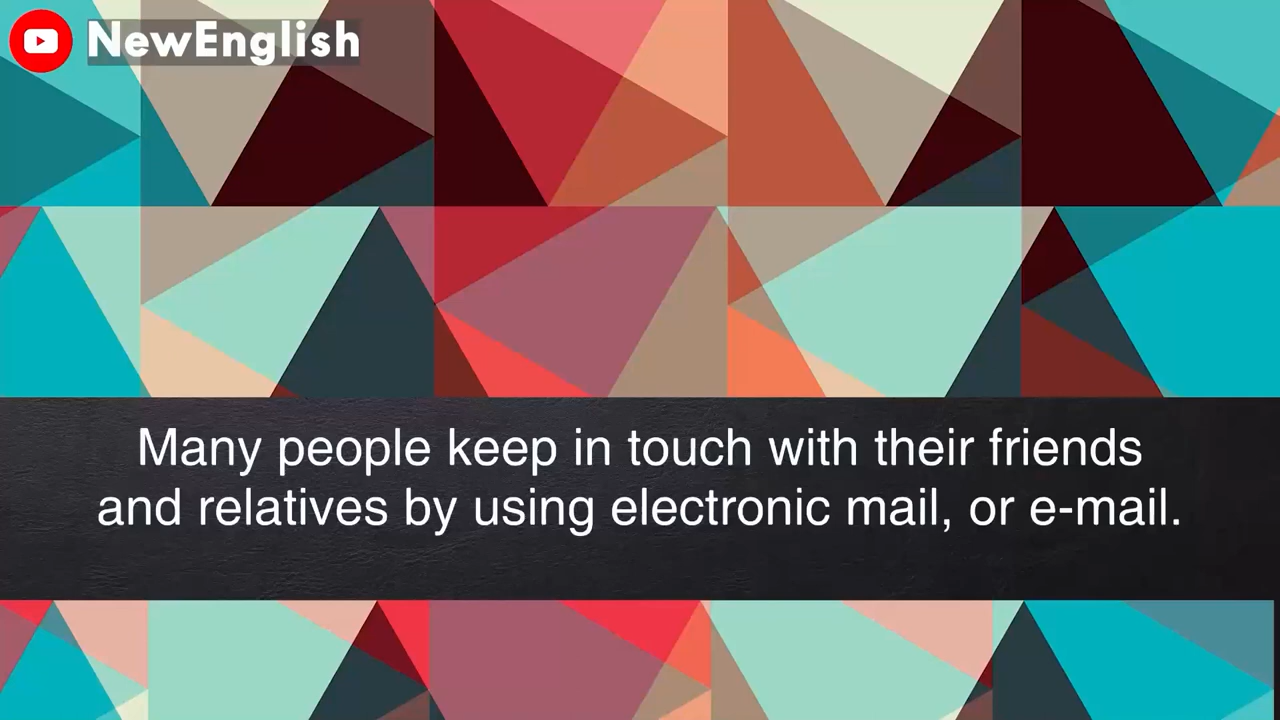 NewEnglish
Many people keep in touch with their friends
and relatives by using electronic mail, or e-mail.